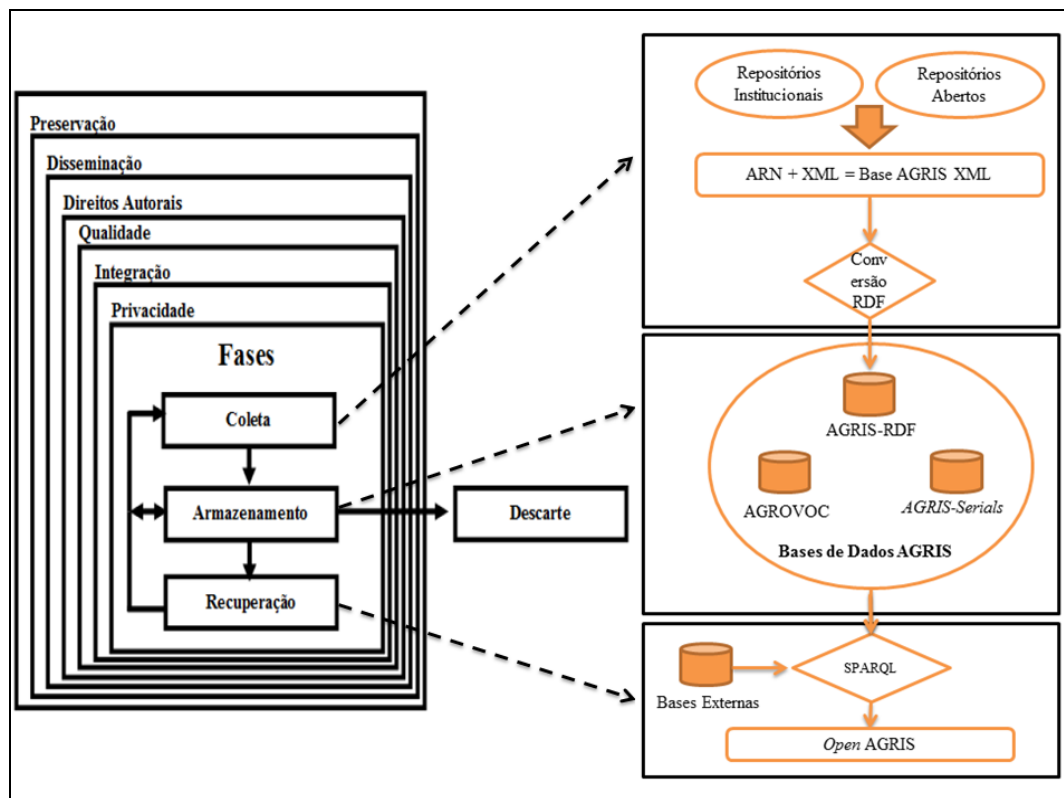 Preservação
Disseminação
Direitos Autorais
Qualidade
Integração
Privacidade
Fases
Coleta
Armazenamento
Descarte
Recuperação
Repositórios
Institucionais
Repositórios
Abertos
ARN + XML = Base AGRIS XML
Conv
ersão
RDF
AGRIS-RDF
AGROVOC
AGRIS-Serials
Bases de Dados AGRIS
SPARQL
Bases Externas
Open AGRIS